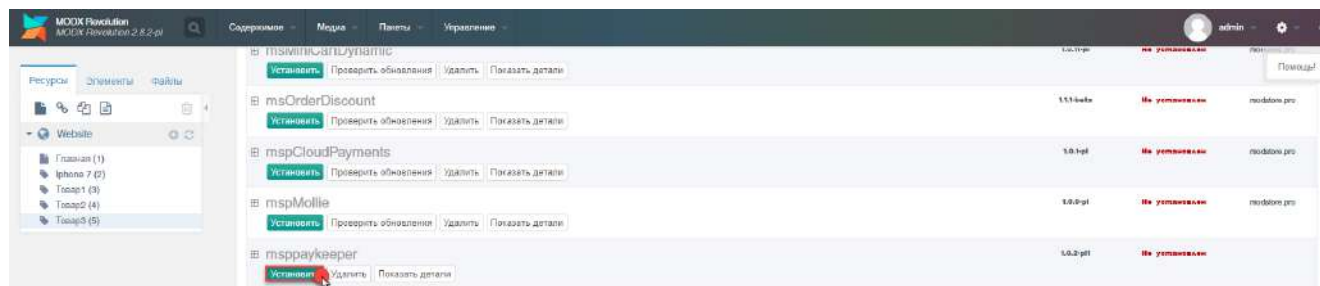 MODX Revolution
MODX Revolution 2.8.2-pl
Содержимое Медиа Пакеты Управление admin
msMiniCartDynamic Не установлен
Установить Проверить обновления Удалить Показать детали
Помощь!
Ресурсы Элементы Файлы
msOrderDiscount 1.1.1-beta Не установлен modstore.pro
Установить Проверить обновления Удалить Показать детали
Website
Главная (1)
Iphone 7 (2)
Товар1 (3)
Товар2 (4)
Товар3 (5)
mspCloudPayments 1.0.1-pl Не установлен modstore.pro
Установить Проверить обновления Удалить Показать детали
mspMollie 1.0.0-pl Не установлен modstore.pro
Установить Проверить обновления Удалить Показать детали
msppaykeeper 1.0.2-pl1 Не установлен
Установить Удалить Показать детали